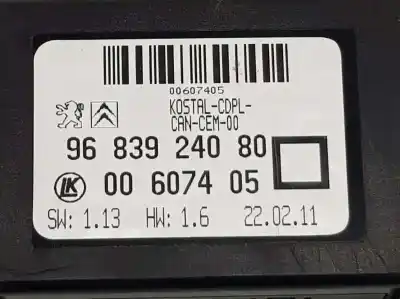 00607405
KOSTAL-CDPL-
CAN-CEM-00
96 839 240 80
LK 00 6074 05
SW: 1.13 HW: 1.6 22.02.11